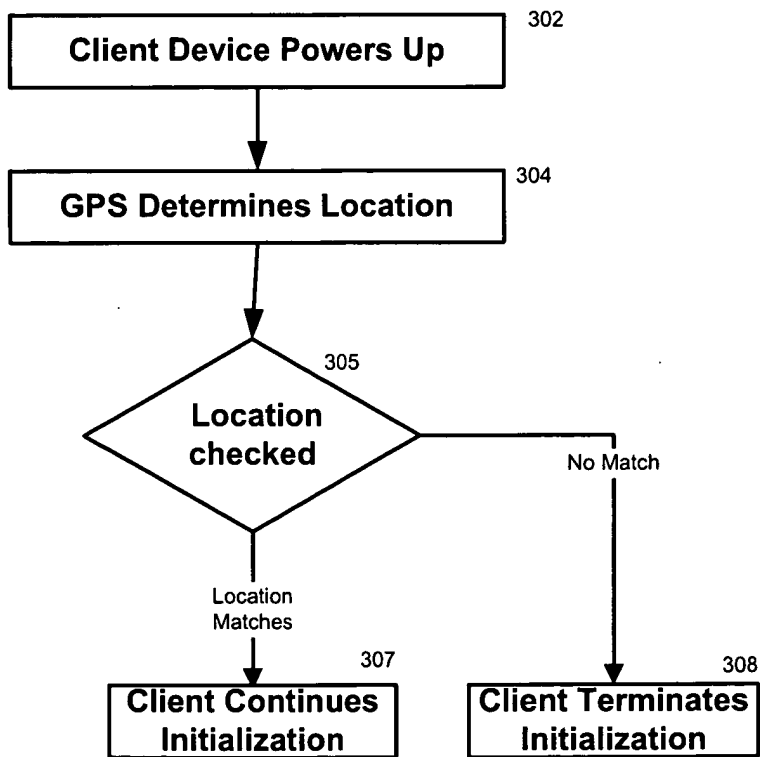 302
Client Device Powers Up
304
GPS Determines Location
305
Location
checked
No Match
Location
Matches
307
Client Continues
Initialization
308
Client Terminates
Initialization